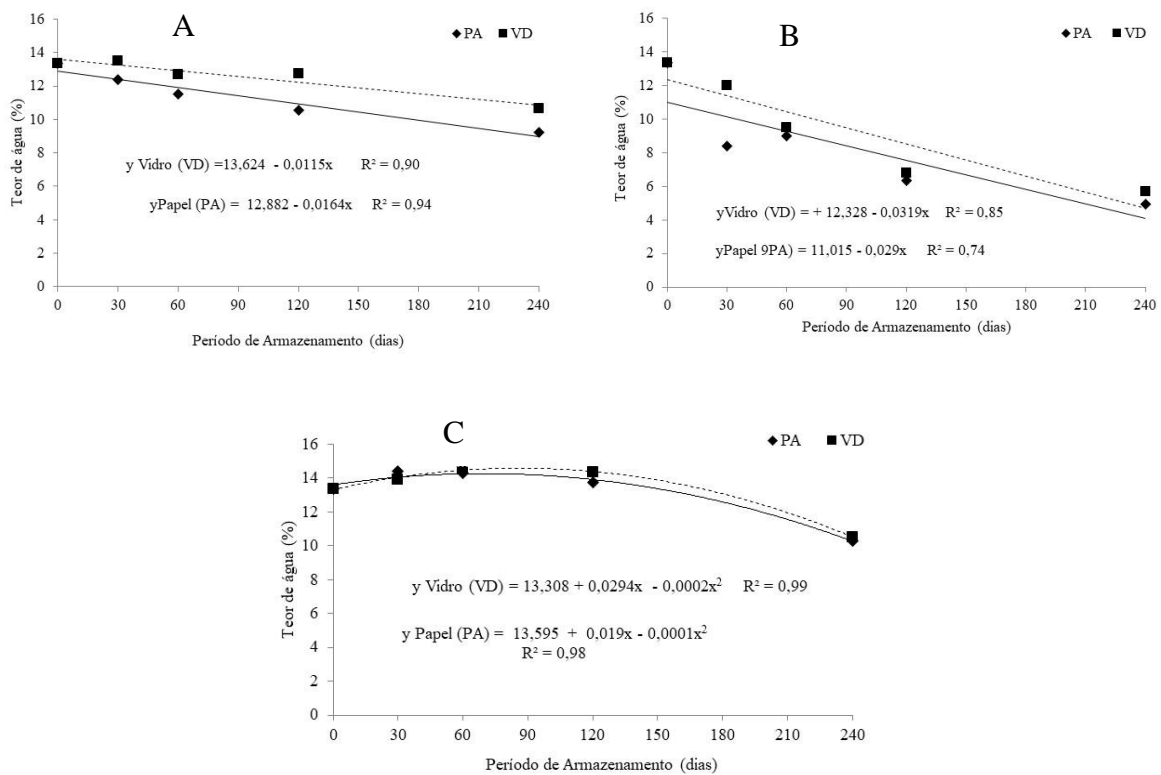 A
PA VD
16
14
12
10
8
6
4
2
0
Teor de água (%)
y Vidro (VD) =13,624 - 0,0115x R² = 0,90
yPapel (PA) = 12,882 - 0,0164x R² = 0,94
0 30 60 90 120 150 180 210 240
Período de Armazenamento (dias)
B
PA VD
16
14
12
10
8
6
4
2
0
Teor de água (%)
yVidro (VD) = + 12,328 - 0,0319x R² = 0,85
yPapel 9PA) = 11,015 - 0,029x R² = 0,74
0 30 60 90 120 150 180 210 240
Período de Armazenamento (dias)
C
PA VD
16
14
12
10
8
6
4
2
0
Teor de água (%)
y Vidro (VD) = 13,308 + 0,0294x - 0,0002x² R² = 0,99
y Papel (PA) = 13,595 + 0,019x - 0,0001x²
R² = 0,98
0 30 60 90 120 150 180 210 240
Período de Armazenamento (dias)